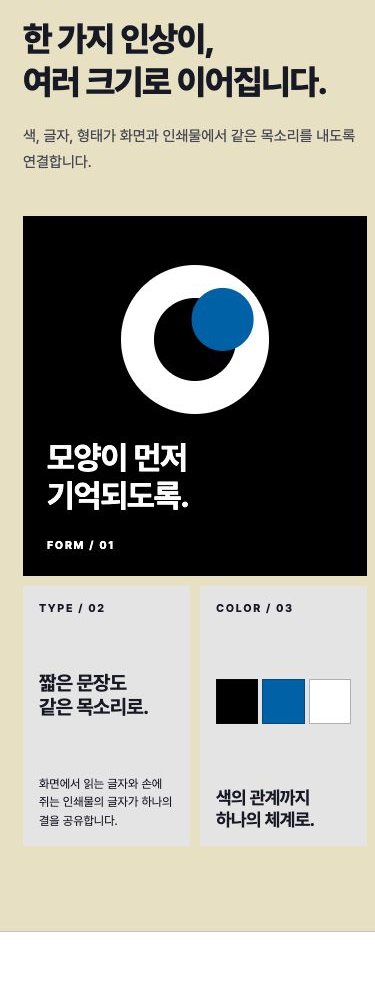 한 가지 인상이,
여러 크기로 이어집니다.
색, 글자, 형태가 화면과 인쇄물에서 같은 목소리를 내도록
연결합니다.
모양이 먼저
기억되도록.
FORM / 01
TYPE / 02
짧은 문장도
같은 목소리로.
화면에서 읽는 글자와 손에
쥐는 인쇄물의 글자가 하나의
결을 공유합니다.
COLOR / 03
색의 관계까지
하나의 체계로.